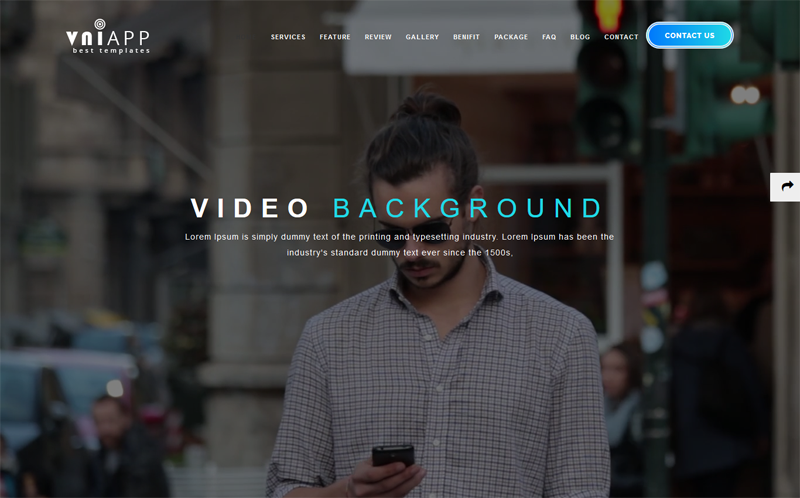 vniAPP
best templates
SERVICES FEATURE REVIEW GALLERY BENIFIT PACKAGE FAQ BLOG CONTACT CONTACT US
VIDEO BACKGROUND
Lorem Ipsum is simply dummy text of the printing and typesetting industry. Lorem Ipsum has been the
industry's standard dummy text ever since the 1500s,